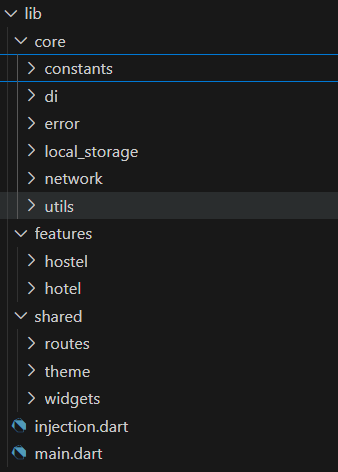 lib
core
constants
di
error
local_storage
network
utils
features
hostel
hotel
shared
routes
theme
widgets
injection.dart
main.dart